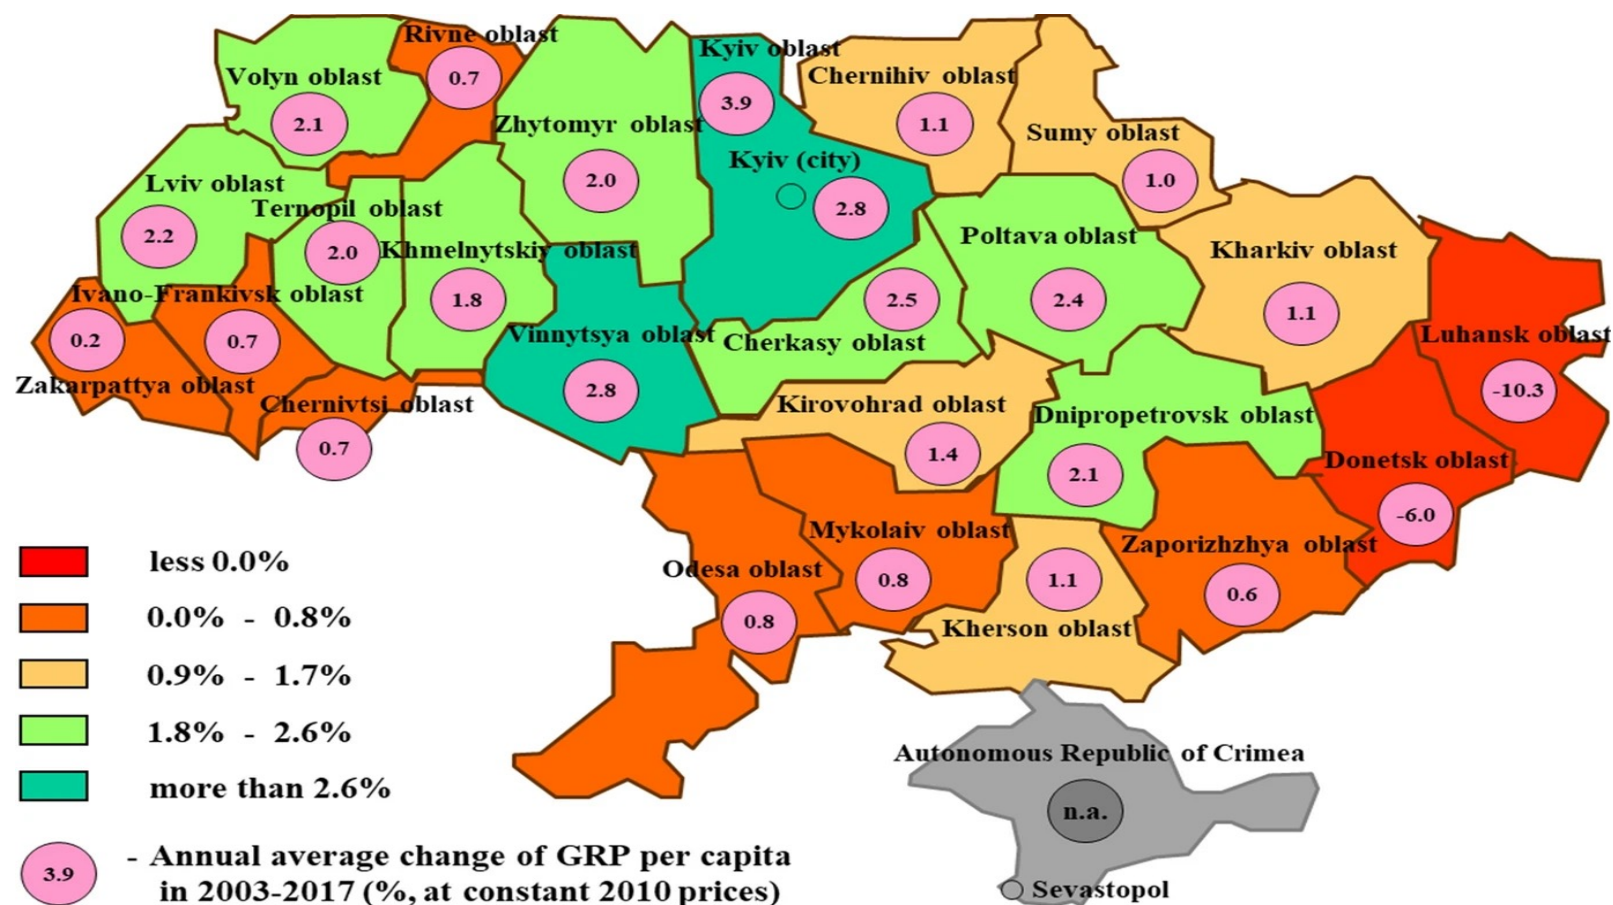 Rivne oblast
0.7
Kyiv oblast
3.9
Volyn oblast
2.1
Chernihiv oblast
1.1
Zhytomyr oblast
2.0
Sumy oblast
1.0
Kyiv (city)
2.8
Lviv oblast
2.2
Ternopil oblast
2.0
Khmelnytskiy oblast
1.8
Poltava oblast
2.4
Kharkiv oblast
1.1
Ivano-Frankivsk oblast
0.7
0.2
Zakarpattya oblast
Vinnytsya oblast
2.8
2.5
Cherkasy oblast
Luhansk oblast
-10.3
Chernivtsi oblast
0.7
Kirovohrad oblast
1.4
Dnipropetrovsk oblast
2.1
Donetsk oblast
-6.0
Mykolaiv oblast
0.8
Odesa oblast
0.8
1.1
Kherson oblast
Zaporizhzhya oblast
0.6
Autonomous Republic of Crimea
n.a.
Sevastopol
less 0.0%
0.0% - 0.8%
0.9% - 1.7%
1.8% - 2.6%
more than 2.6%
3.9
- Annual average change of GRP per capita
in 2003-2017 (%, at constant 2010 prices)